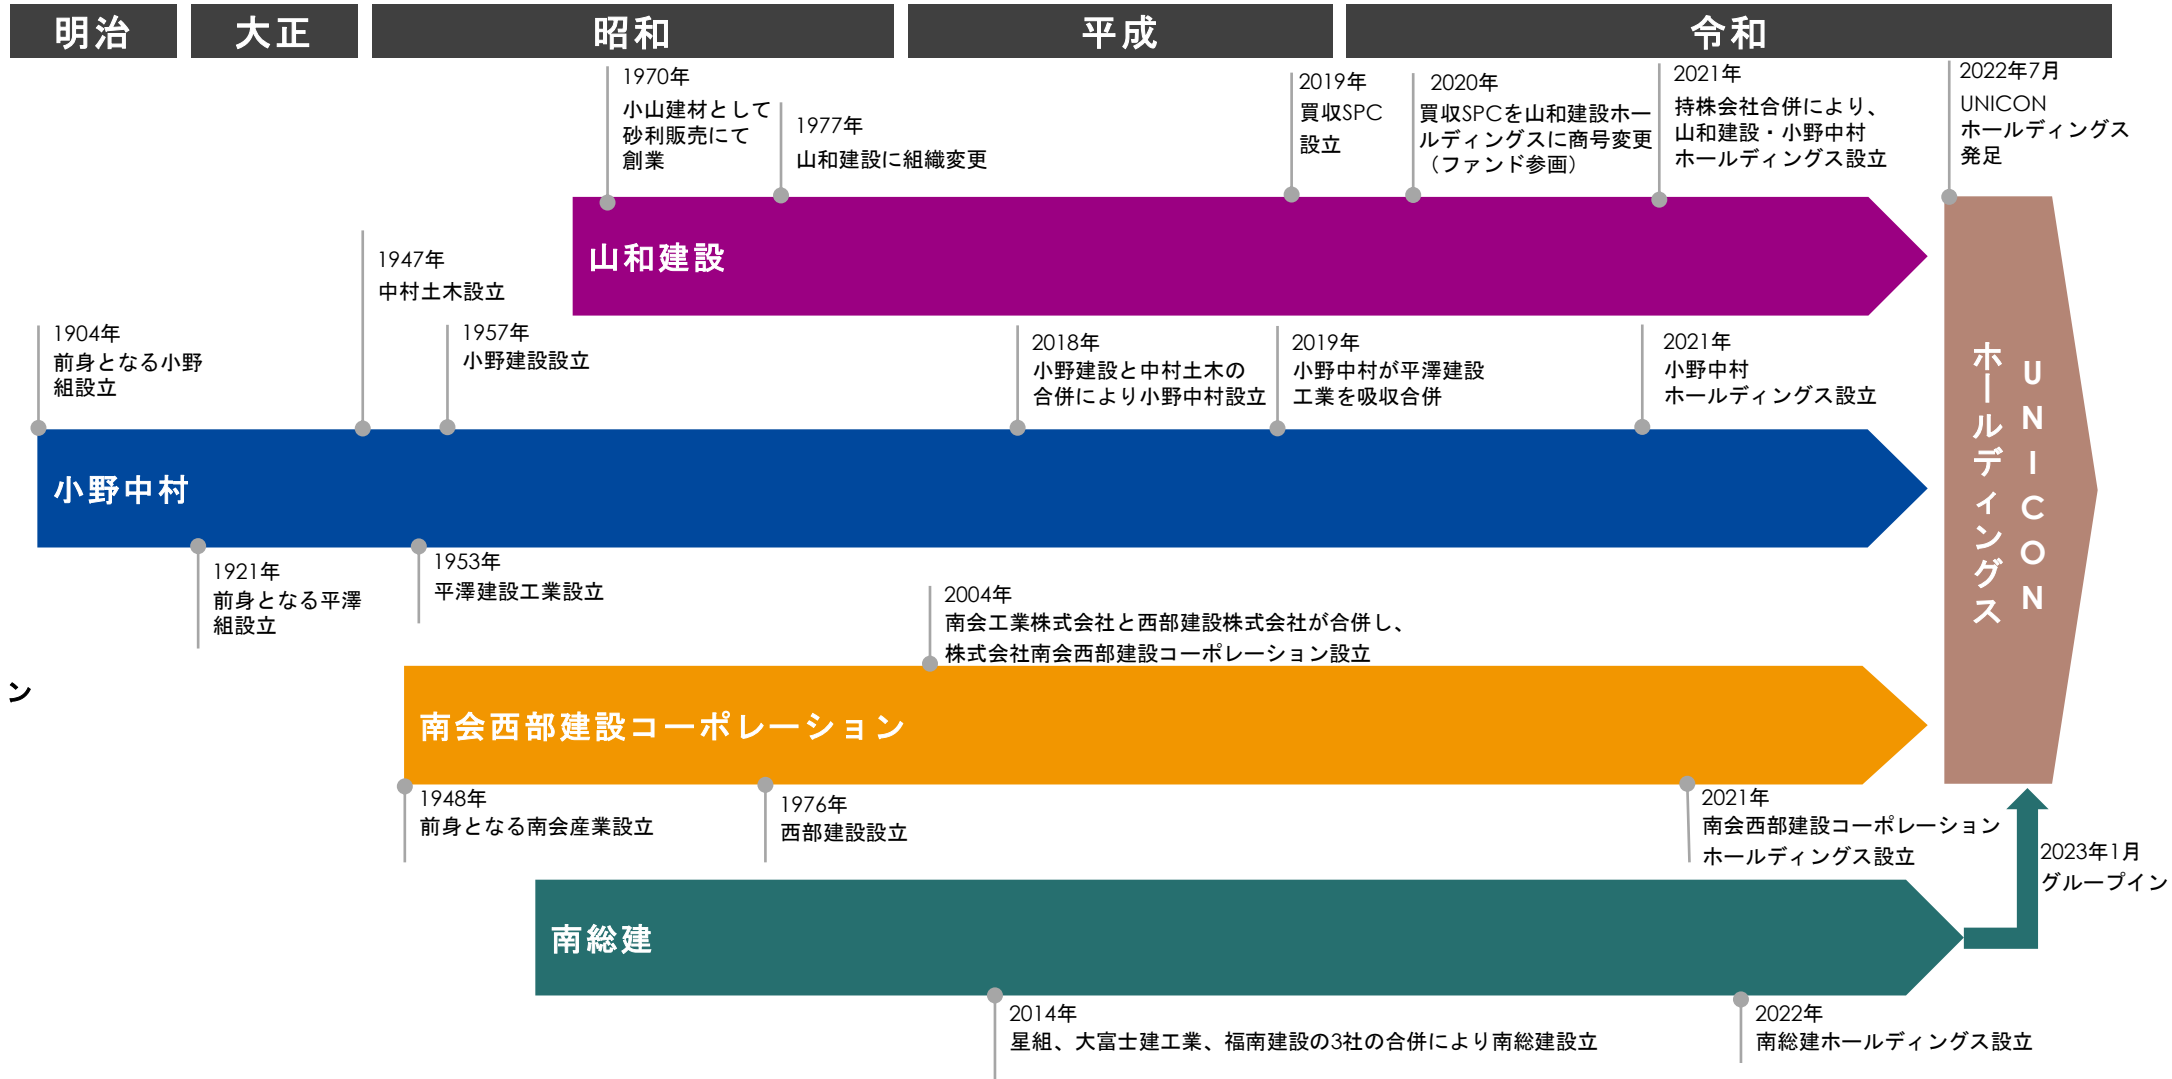 明治
大正
昭和
平成
令和
1970年
小山建材として
砂利販売にて
創業
1977年
山和建設に組織変更
2019年
買収SPC
設立
2020年
買収SPCを山和建設ホー
ルディングスに商号変更
（ファンド参画）
2021年
持株会社合併により、
山和建設・小野中村
ホールディングス設立
2022年7月
UNICON
ホールディングス
発足
山和建設
1904年
前身となる小野
組設立
1947年
中村土木設立
1957年
小野建設設立
2018年
小野建設と中村土木の
合併により小野中村設立
2019年
小野中村が平澤建設
工業を吸収合併
2021年
小野中村
ホールディングス設立
小野中村
1921年
前身となる平澤
組設立
1953年
平澤建設工業設立
UNICON
ホールディングス
2004年
南会工業株式会社と西部建設株式会社が合併し、
株式会社南会西部建設コーポレーション設立
ン
南会西部建設コーポレーション
1948年
前身となる南会産業設立
1976年
西部建設設立
2021年
南会西部建設コーポレーション
ホールディングス設立
2023年1月
グループイン
南総建
2014年
星組、大富士建工業、福南建設の3社の合併により南総建設立
2022年
南総建ホールディングス設立